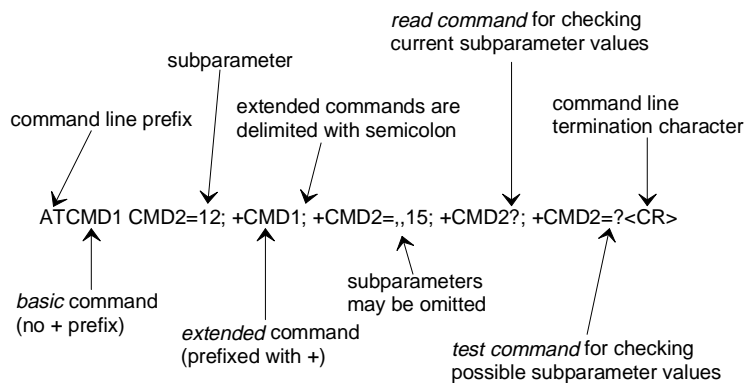 read command for checking
current subparameter values
subparameter
extended commands are
delimited with semicolon
command line
termination character
command line prefix
ATCMD1 CMD2=12; +CMD1; +CMD2=,,15; +CMD2?; +CMD2=?<CR>
basic command
(no + prefix)
subparameters
may be omitted
extended command
(prefixed with +)
test command for checking
possible subparameter values